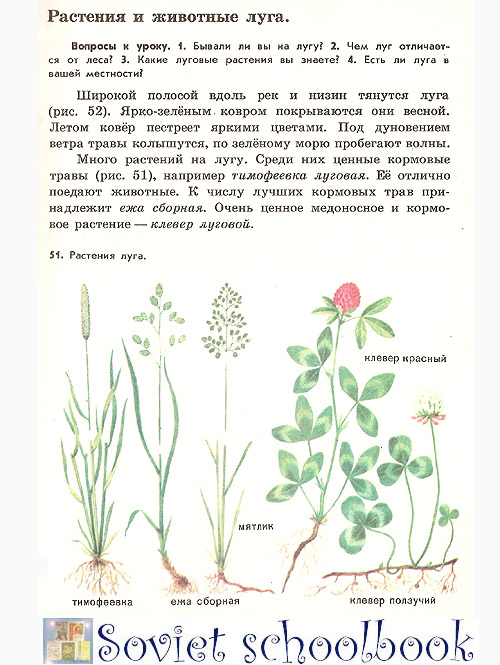 Растения и животные луга.
Вопросы к уроку. 1. Бывали ли вы на лугу? 2. Чем луг отличает-
ся от леса? 3. Какие луговые растения вы знаете? 4. Есть ли луга в
вашей местности?
Широкой полосой вдоль рек и низин тянутся луга
(рис. 52). Ярко-зелёным ковром покрываются они весной.
Летом ковёр пестреет яркими цветами. Под дуновением
ветра травы колышутся, по зелёному морю пробегают волны.
Много растений на лугу. Среди них ценные кормовые
травы (рис. 51), например тимофеевка луговая. Её отлично
поедают животные. К числу лучших кормовых трав при-
надлежит ежа сборная. Очень ценное медоносное и кормо-
вое растение — клевер луговой.
51. Растения луга.
клевер красный
мятлик
тимофеевка ежа сборная клевер ползучий
Soviet schoolbook